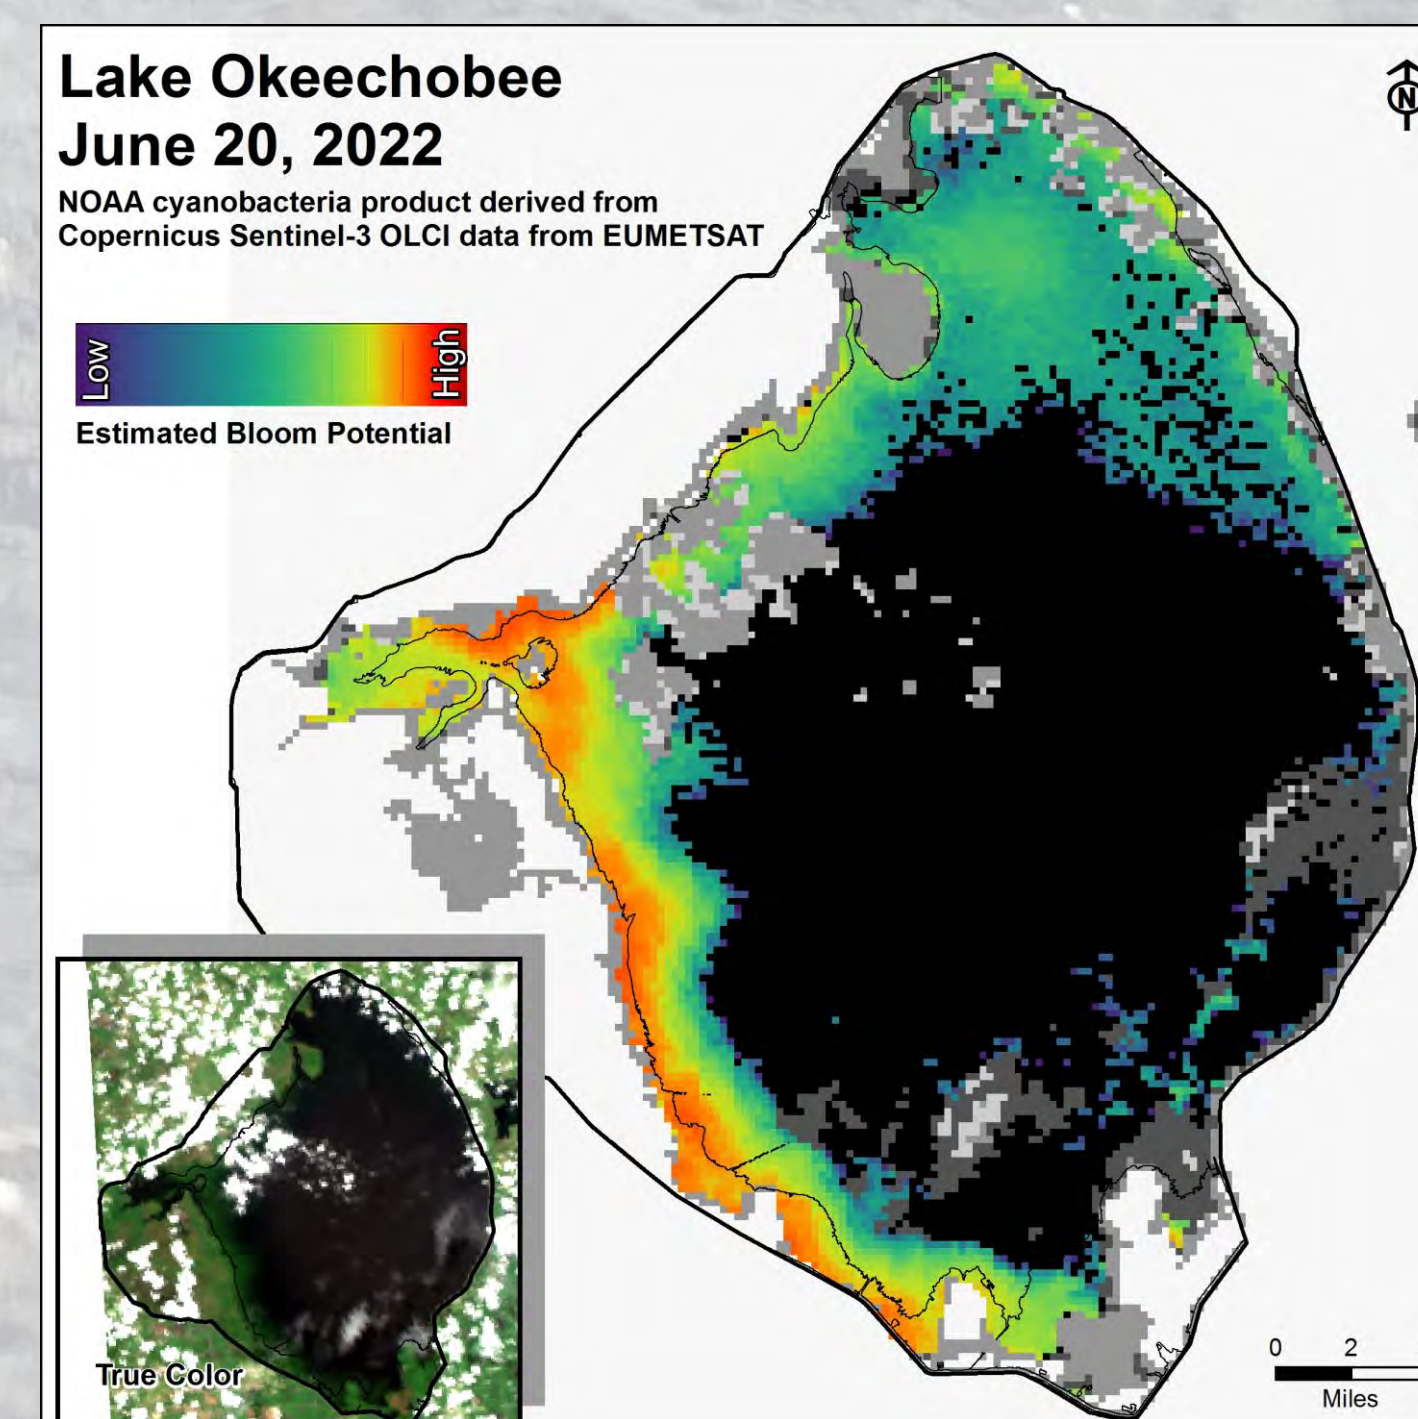 Lake Okeechobee
June 20, 2022
NOAA cyanobacteria product derived from
Copernicus Sentinel-3 OLCI data from EUMETSAT
N
Low
High
Estimated Bloom Potential
True Color
0 2
Miles